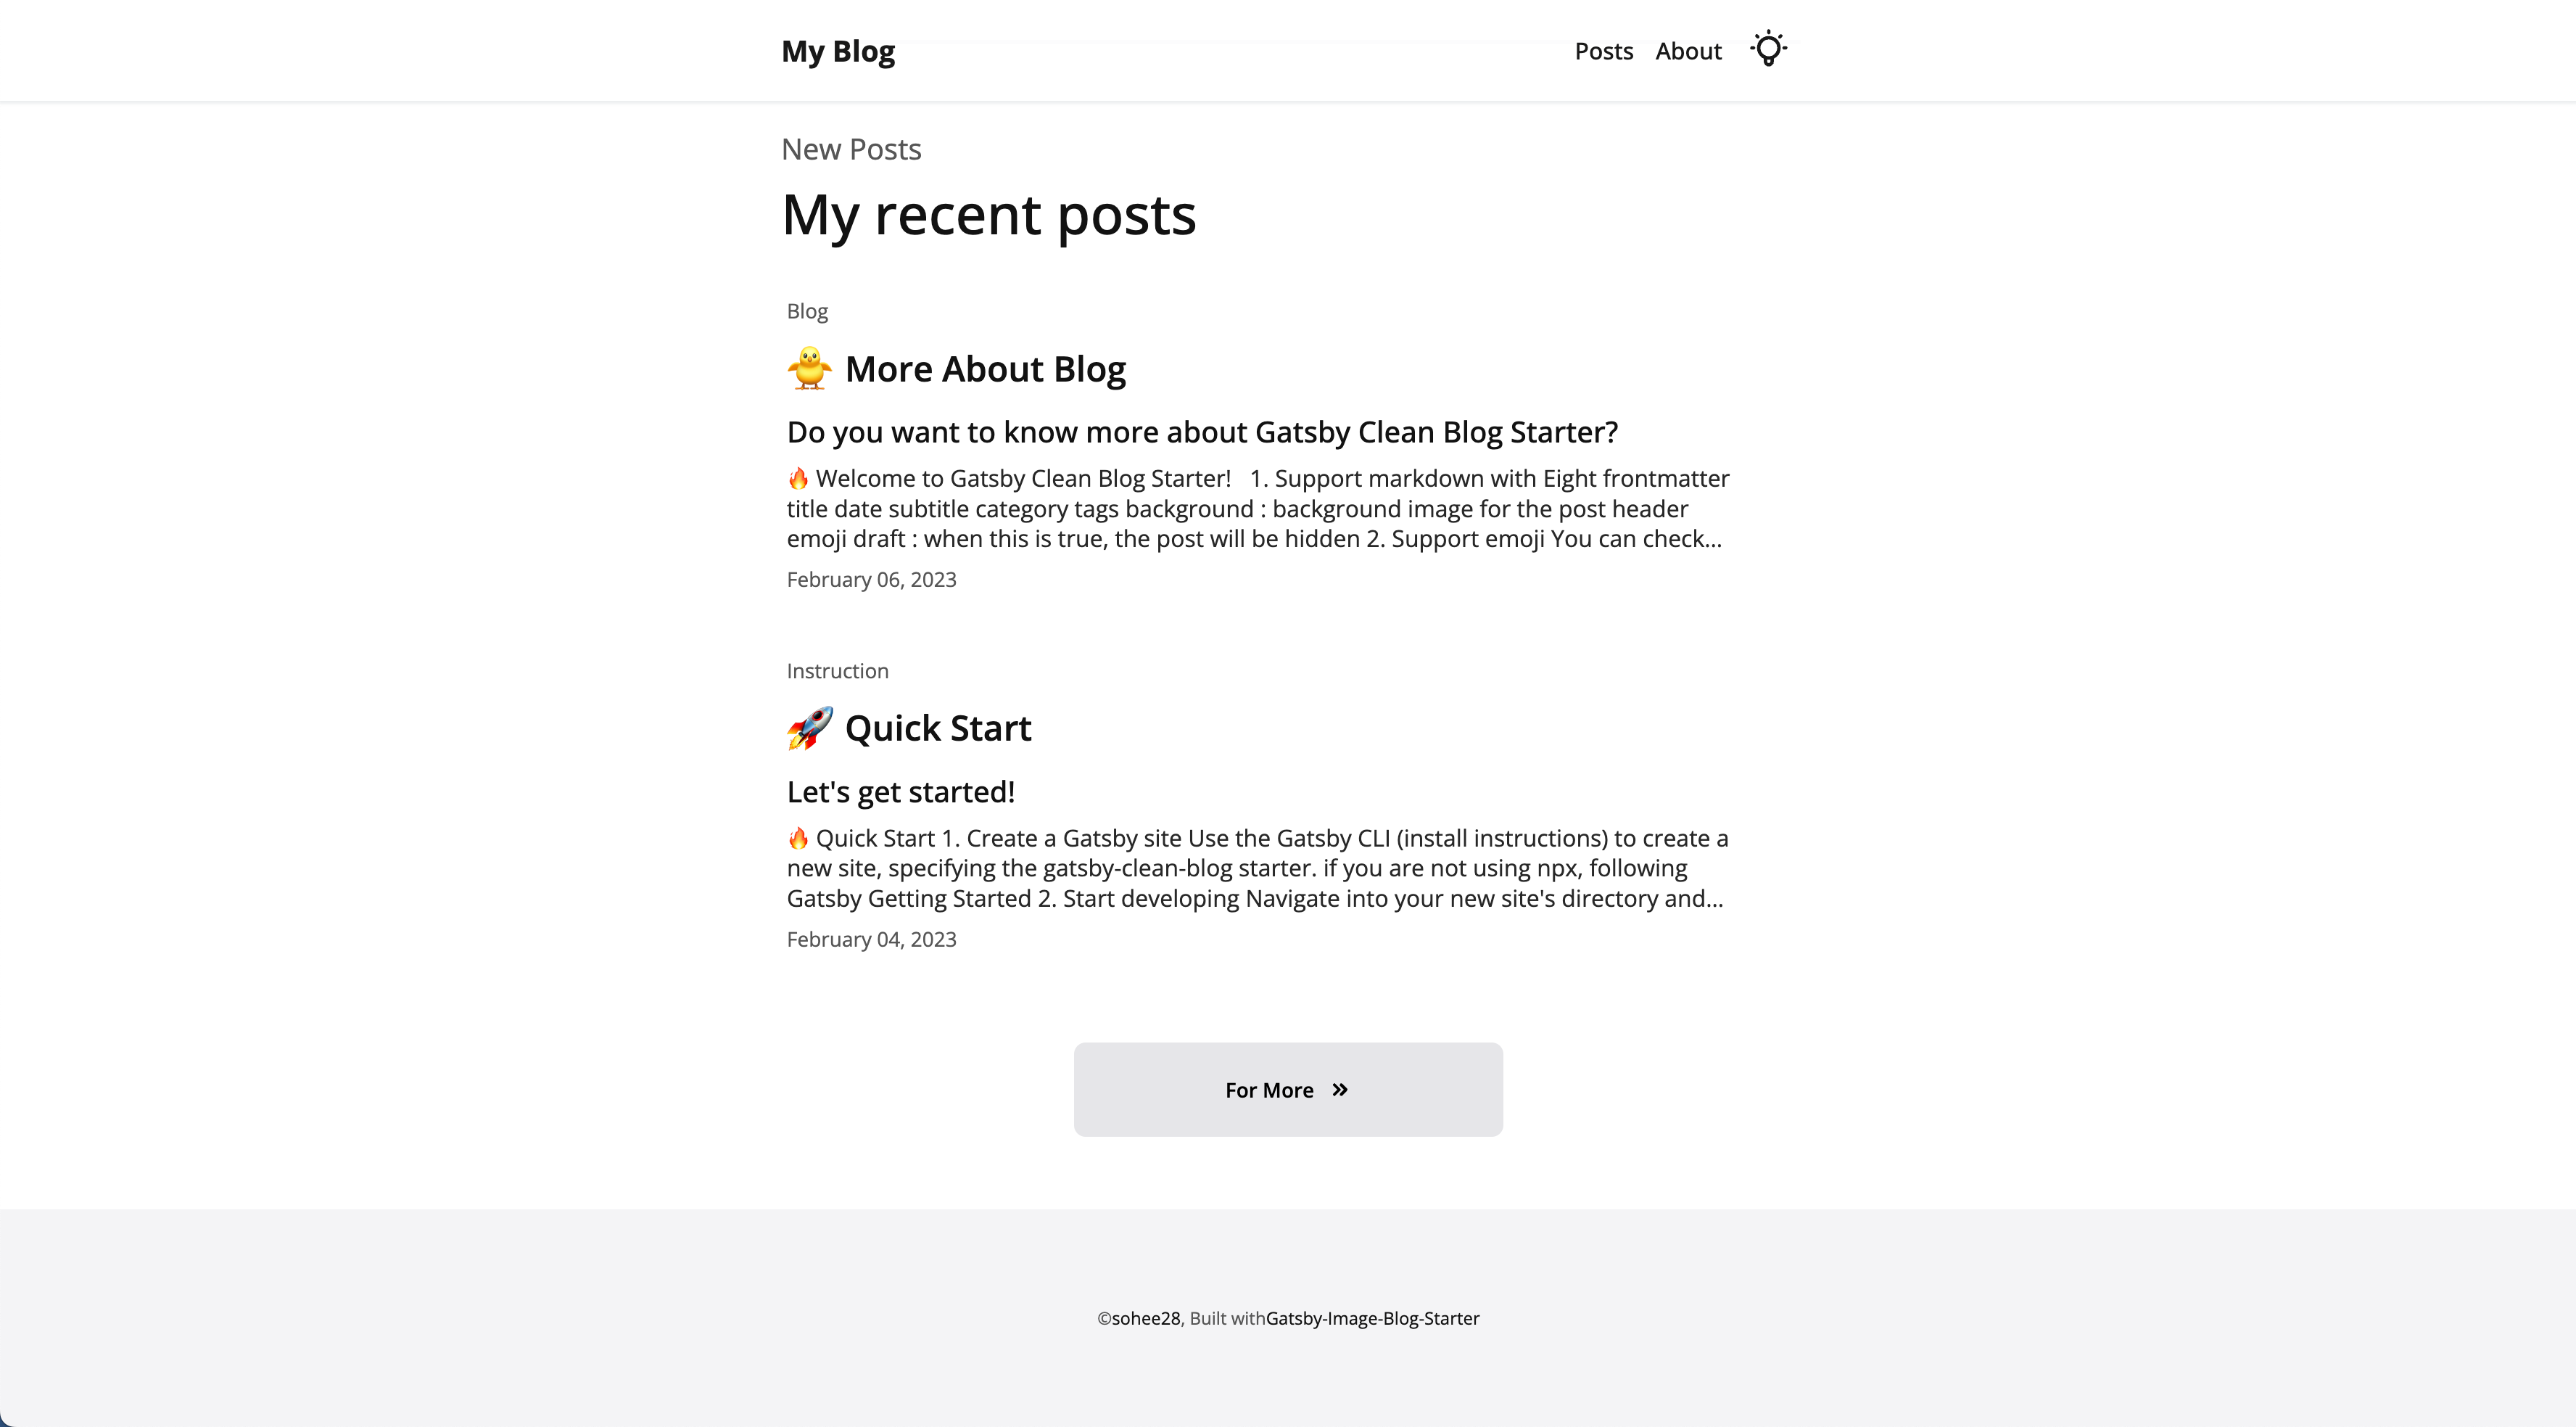 My Blog
Posts About
New Posts
My recent posts
Blog
🐥 More About Blog
Do you want to know more about Gatsby Clean Blog Starter?
🔥 Welcome to Gatsby Clean Blog Starter!   1. Support markdown with Eight frontmatter
title date subtitle category tags background : background image for the post header
emoji draft : when this is true, the post will be hidden 2. Support emoji You can check...
February 06, 2023
Instruction
🚀 Quick Start
Let's get started!
🔥 Quick Start 1. Create a Gatsby site Use the Gatsby CLI (install instructions) to create a
new site, specifying the gatsby-clean-blog starter. if you are not using npx, following
Gatsby Getting Started 2. Start developing Navigate into your new site's directory and...
February 04, 2023
For More »
©sohee28, Built withGatsby-Image-Blog-Starter